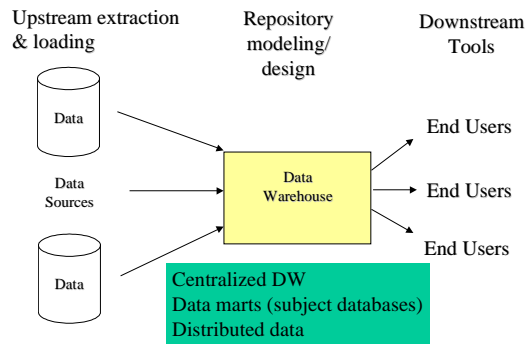 Upstream extraction
& loading
Repository
modeling/
design
Downstream
Tools
Data
Data
Sources
Data
Data
Warehouse
End Users
End Users
End Users
Centralized DW
Data marts (subject databases)
Distributed data